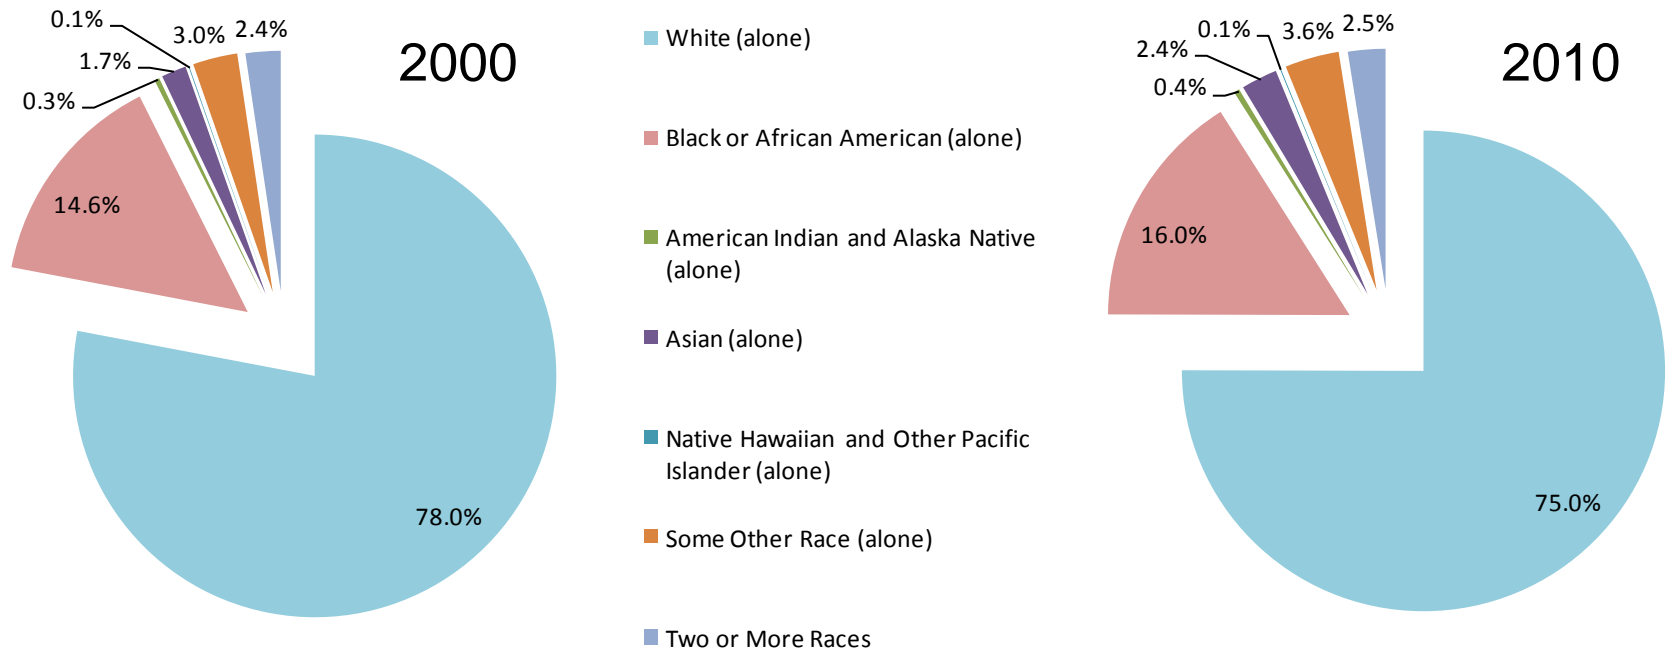 2000
0.1%
3.0%
2.4%
1.7%
0.3%
14.6%
78.0%
White (alone)
Black or African American (alone)
American Indian and Alaska Native
(alone)
Asian (alone)
Native Hawaiian and Other Pacific
Islander (alone)
Some Other Race (alone)
Two or More Races
2010
0.1%
3.6%
2.5%
2.4%
0.4%
16.0%
75.0%